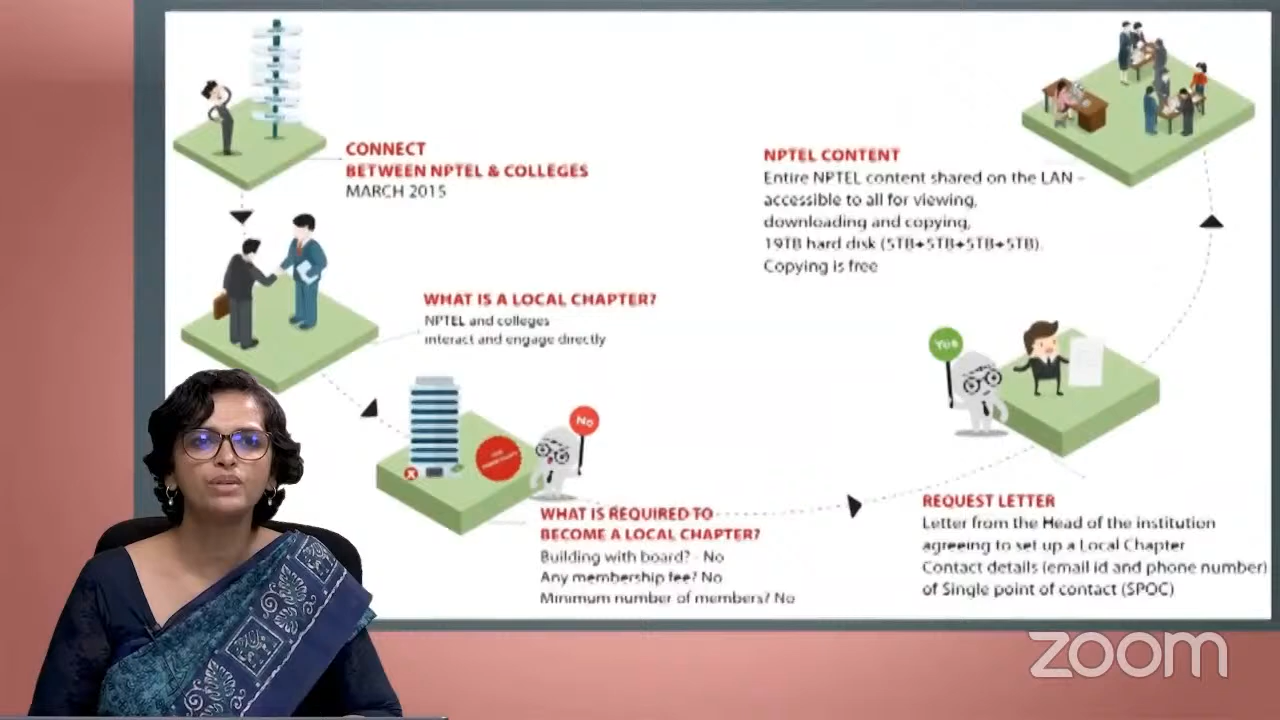 CONNECT
BETWEEN NPTEL & COLLEGES
MARCH 2015
WHAT IS A LOCAL CHAPTER?
NPTEL and colleges
interact and engage directly
No
WHAT IS REQUIRED TO
BECOME A LOCAL CHAPTER?
Building with board? - No
Any membership fee? No
Minimum number of members? No
Yes
REQUEST LETTER
Letter from the Head of the institution
agreeing to set up a Local Chapter
Contact details (email id and phone number)
of Single point of contact (SPOC)
NPTEL CONTENT
Entire NPTEL content shared on the LAN -
accessible to all for viewing,
downloading and copying,
19TB hard disk (5TB+5TB+5TB+5TB).
Copying is free
zoom